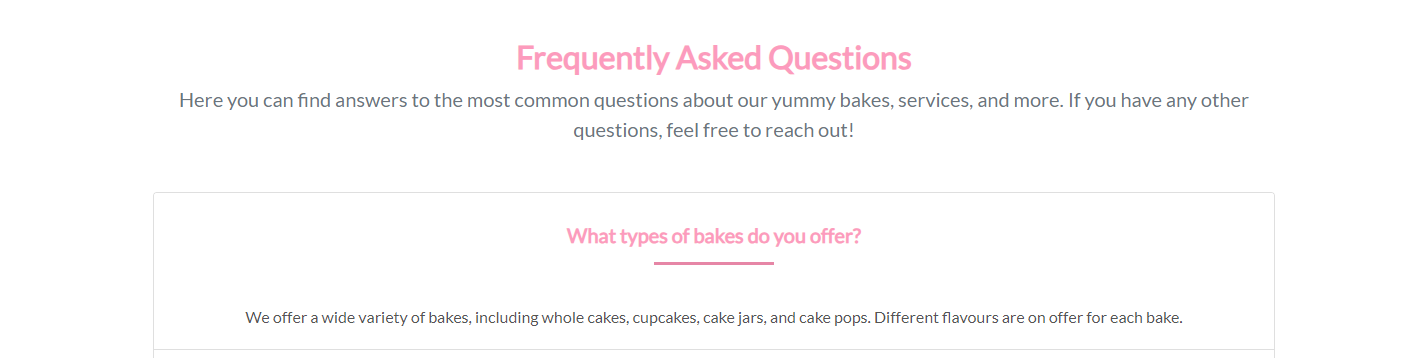 Frequently Asked Questions
Here you can find answers to the most common questions about our yummy bakes, services, and more. If you have any other
questions, feel free to reach out!
What types of bakes do you offer?
We offer a wide variety of bakes, including whole cakes, cupcakes, cake jars, and cake pops. Different flavours are on offer for each bake.